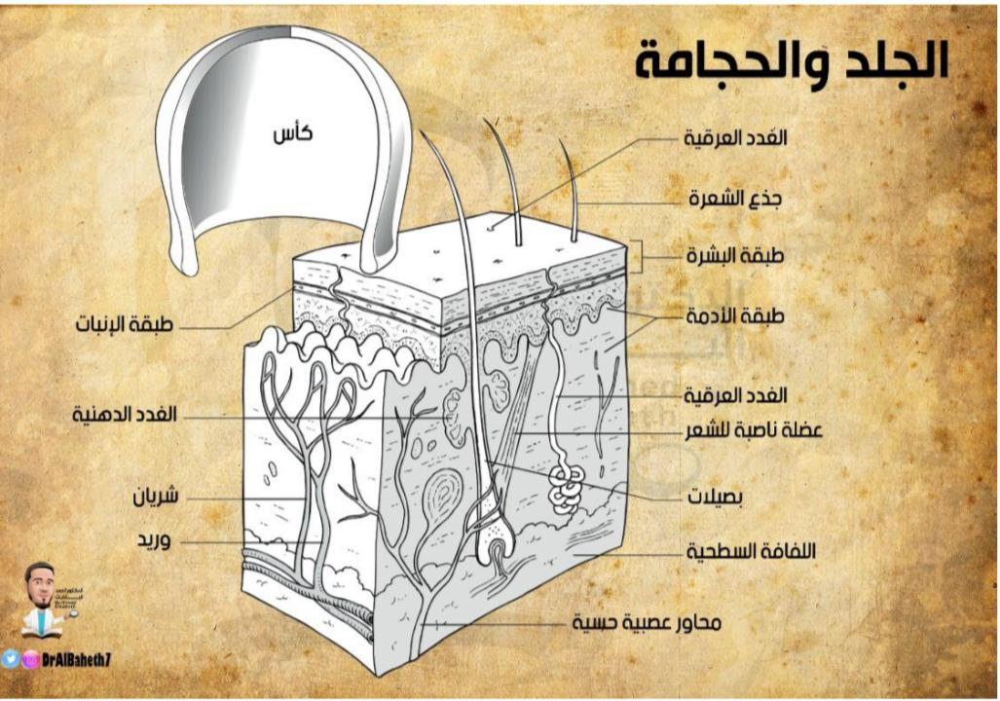 الجلد والحجامة
كأس
الغدد العرقية
جذع الشعرة
طبقة البشرة
طبقة الأدمة
الغدد العرقية
عضلة ناصبة للشعر
بصيلات
اللفافة السطحية
محاور عصبية حسية
طبقة الإنبات
الغدد الدهنية
شريان
وريد
DrAlBaheth7